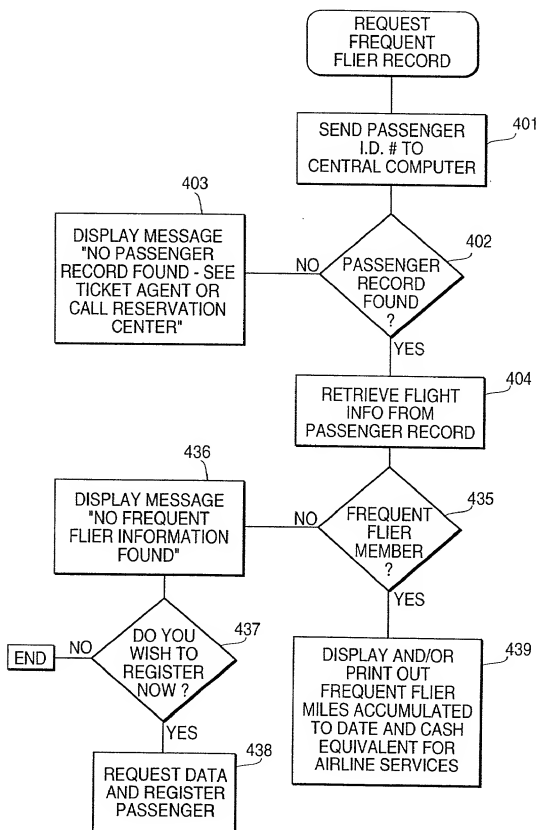 REQUEST
FREQUENT
FLIER RECORD
401
SEND PASSENGER
I.D. # TO
CENTRAL COMPUTER
403
DISPLAY MESSAGE
"NO PASSENGER
RECORD FOUND - SEE
TICKET AGENT OR
CALL RESERVATION
CENTER"
NO
402
PASSENGER
RECORD
FOUND
?
YES
404
RETRIEVE FLIGHT
INFO FROM
PASSENGER RECORD
436
DISPLAY MESSAGE
"NO FREQUENT
FLIER INFORMATION
FOUND"
NO
435
FREQUENT
FLIER
MEMBER
?
YES
END
NO
437
DO YOU
WISH TO
REGISTER
NOW ?
YES
439
DISPLAY AND/OR
PRINT OUT
FREQUENT FLIER
MILES ACCUMULATED
TO DATE AND CASH
EQUIVALENT FOR
AIRLINE SERVICES
438
REQUEST DATA
AND REGISTER
PASSENGER